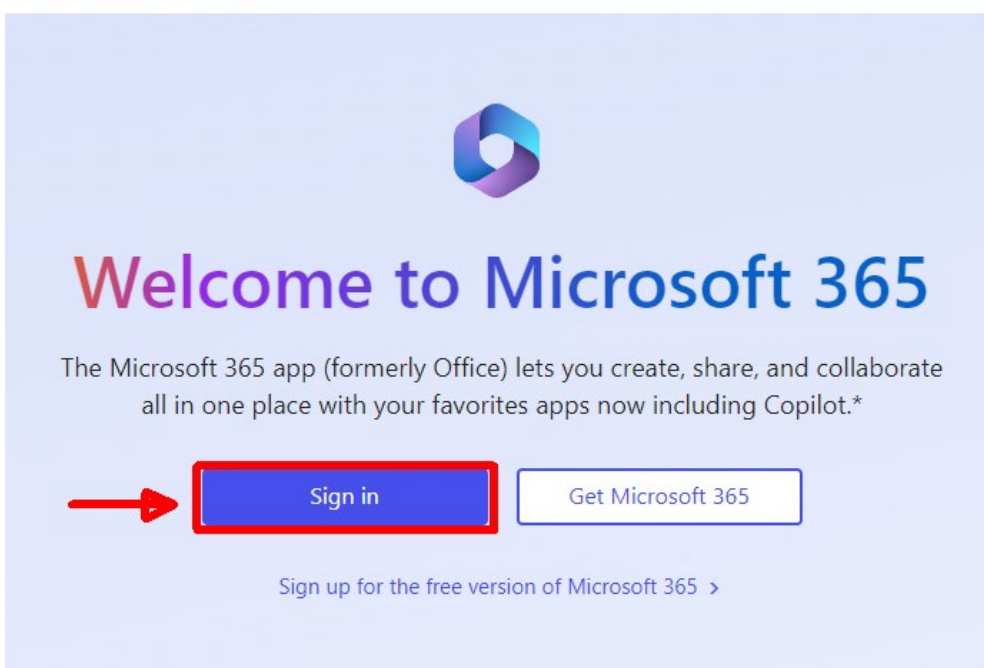 Welcome to Microsoft 365
The Microsoft 365 app (formerly Office) lets you create, share, and collaborate
all in one place with your favorites apps now including Copilot.*
Sign in
Get Microsoft 365
Sign up for the free version of Microsoft 365 >